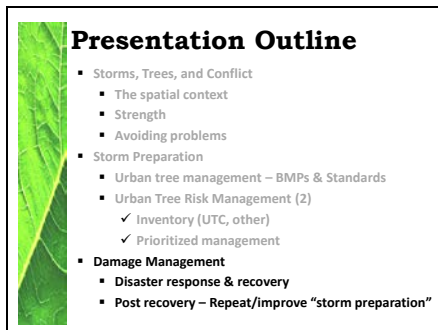 Presentation Outline
▪ Storms, Trees, and Conflict
▪ The spatial context
▪ Strength
▪ Avoiding problems
▪ Storm Preparation
▪ Urban tree management – BMPs & Standards
▪ Urban Tree Risk Management (2)
✓ Inventory (UTC, other)
✓ Prioritized management
▪ Damage Management
▪ Disaster response & recovery
▪ Post recovery – Repeat/improve “storm preparation”